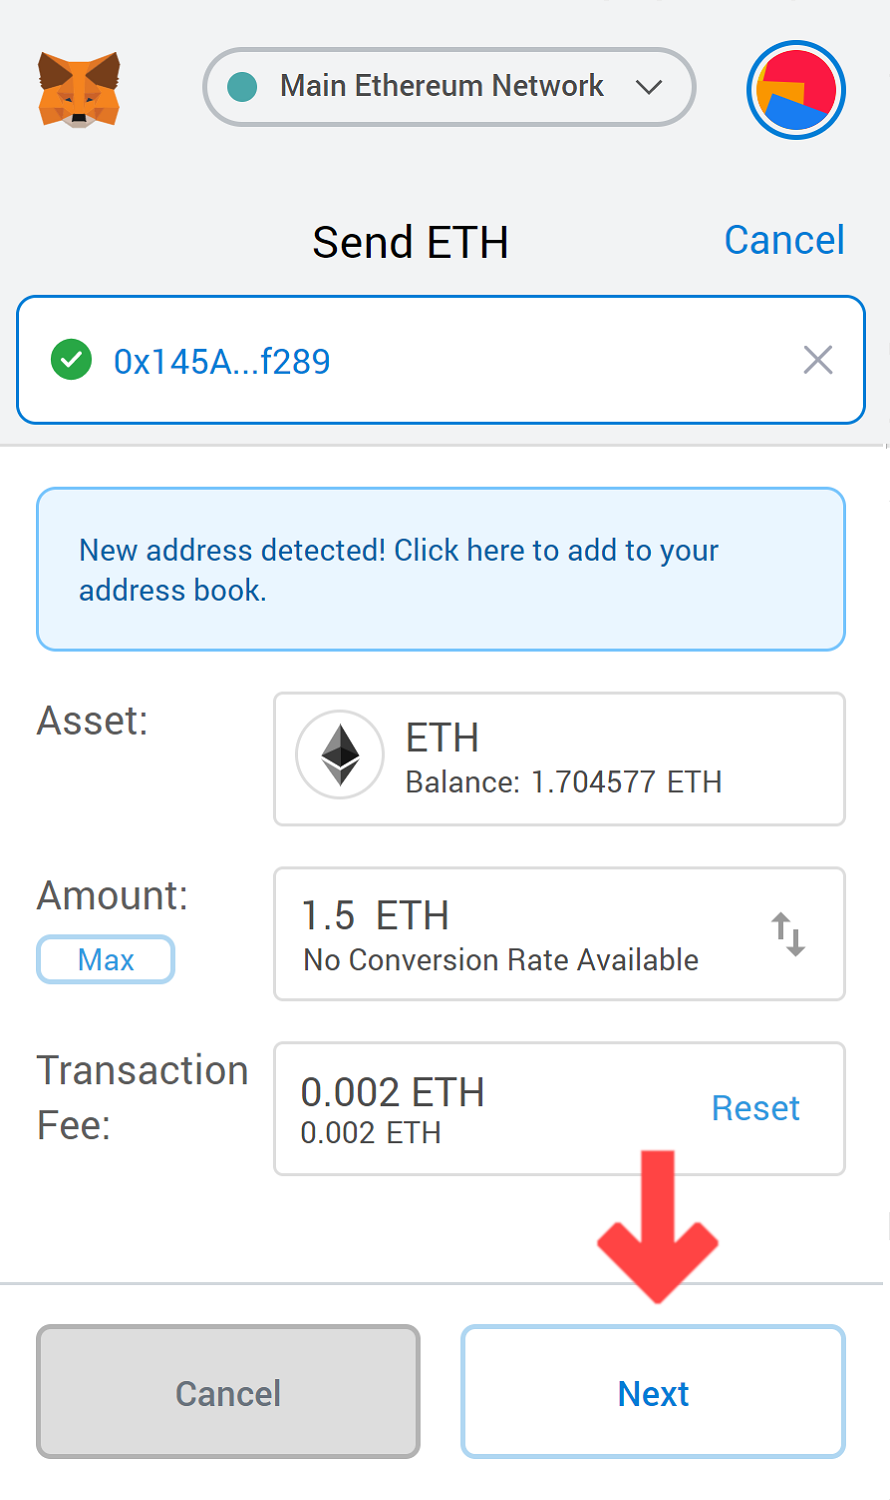 Main Ethereum Network
Send ETH
Cancel
0x145A...f289
New address detected! Click here to add to your
address book.
Asset:
ETH
Balance: 1.704577 ETH
Amount:
Max
1.5 ETH
No Conversion Rate Available
Transaction
Fee:
0.002 ETH
0.002 ETH
Reset
Cancel
Next